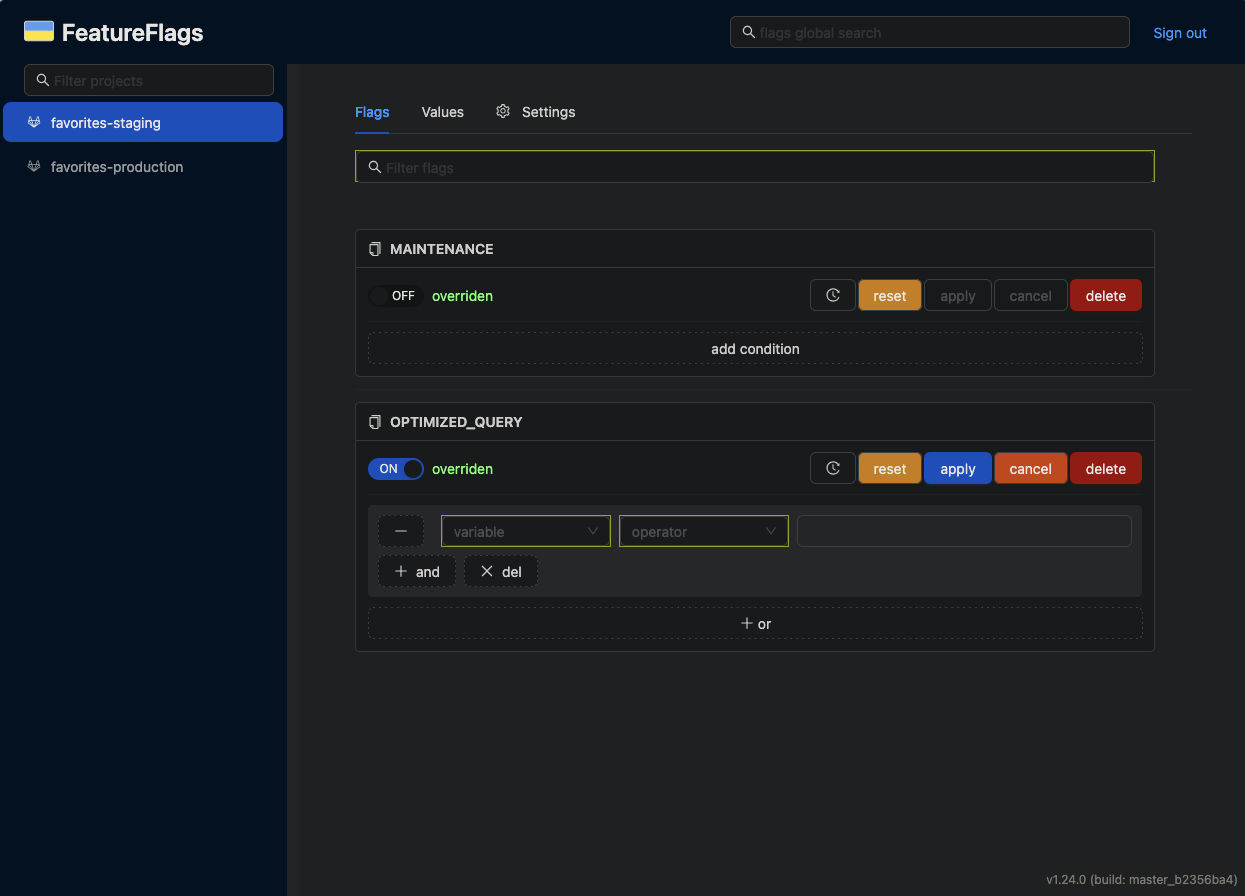 FeatureFlags
flags global search
Sign out
Filter projects
favorites-staging
favorites-production
Flags Values Settings
Filter flags
MAINTENANCE
OFF overriden reset apply cancel delete
add condition
OPTIMIZED_QUERY
ON overriden reset apply cancel delete
variable operator
and del
or
v1.24.0 (build: master_b2356ba4)